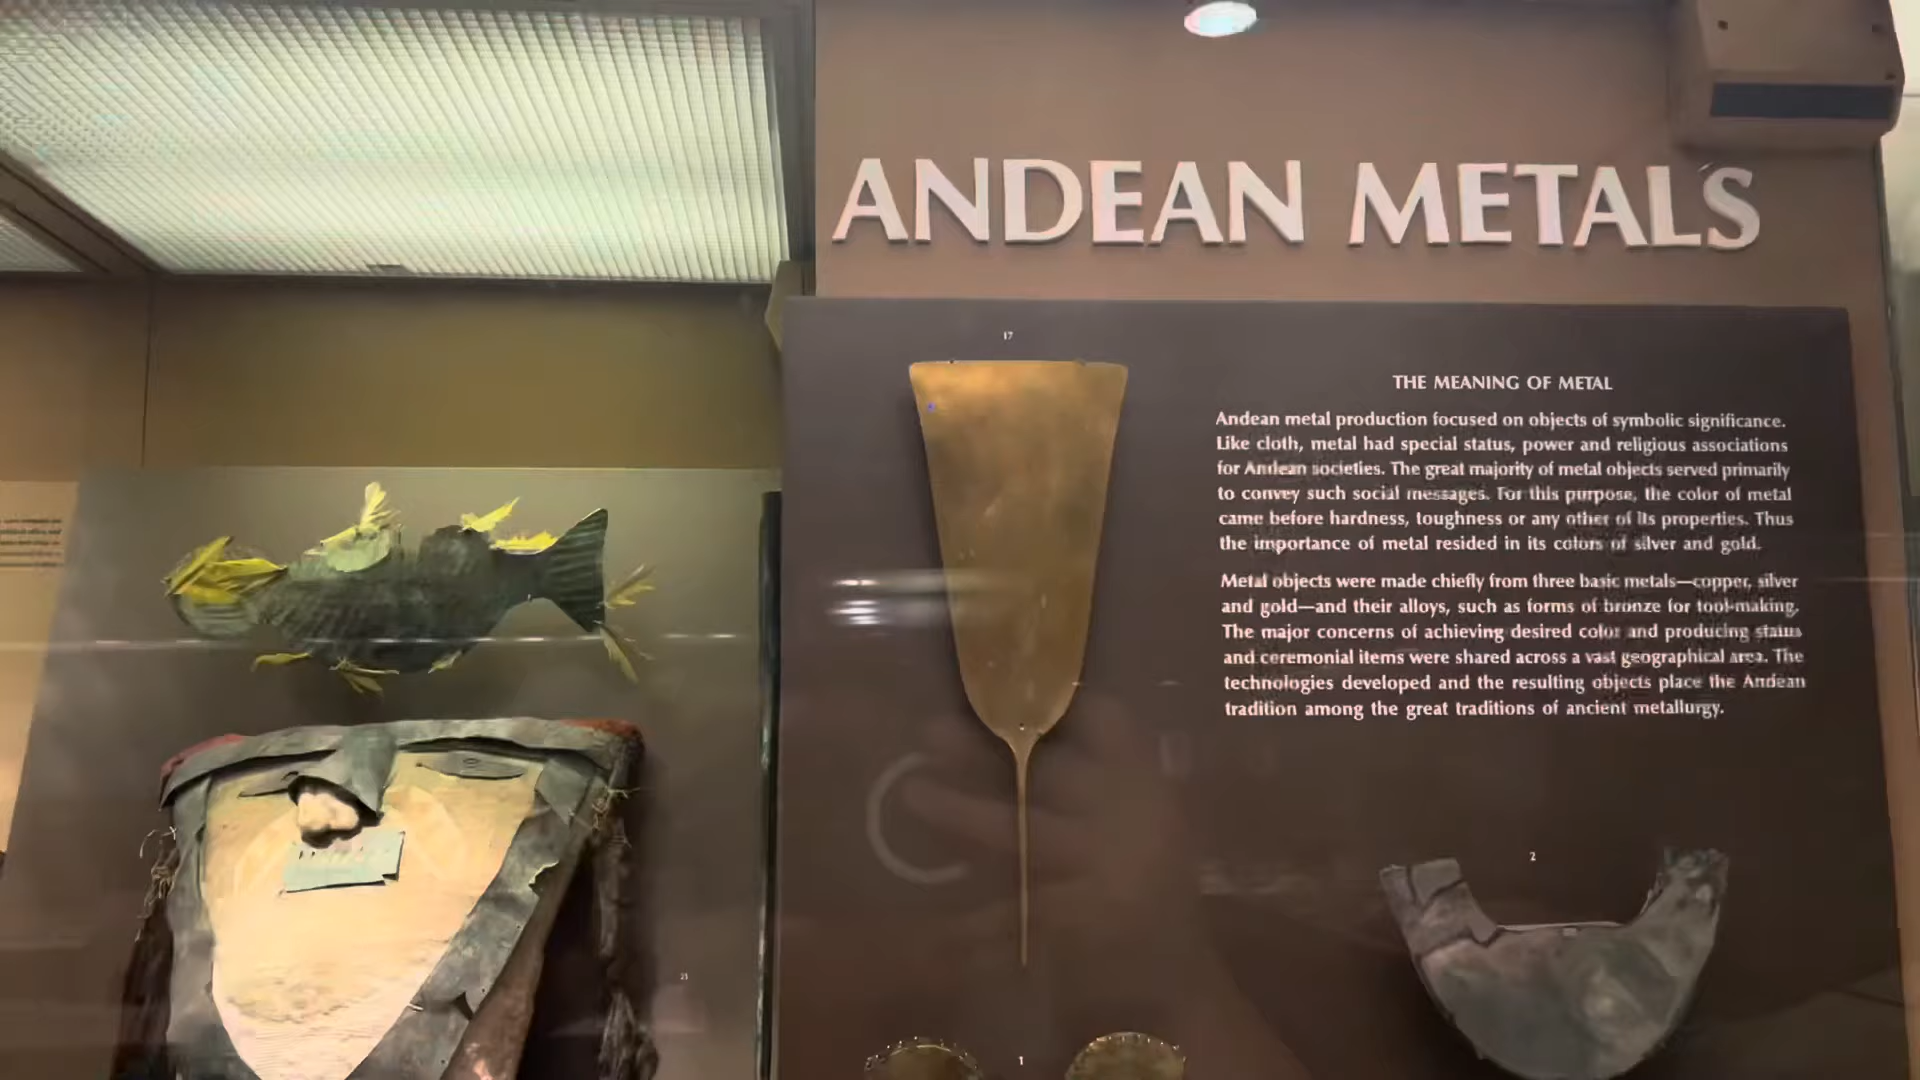 ANDEAN METALS
17
THE MEANING OF METAL
Andean metal production focused on objects of symbolic significance.
Like cloth, metal had special status, power and religious associations
for Andean societies. The great majority of metal objects served primarily
to convey such social messages. For this purpose, the color of metal
came before hardness, toughness or any other of its properties. Thus
the importance of metal resided in its colors of silver and gold.
Metal objects were made chiefly from three basic metals—copper, silver
and gold—and their alloys, such as forms of bronze for tool-making.
The major concerns of achieving desired color and producing status
and ceremonial items were shared across a vast geographical area. The
technologies developed and the resulting objects place the Andean
tradition among the great traditions of ancient metallurgy.
2
21
1